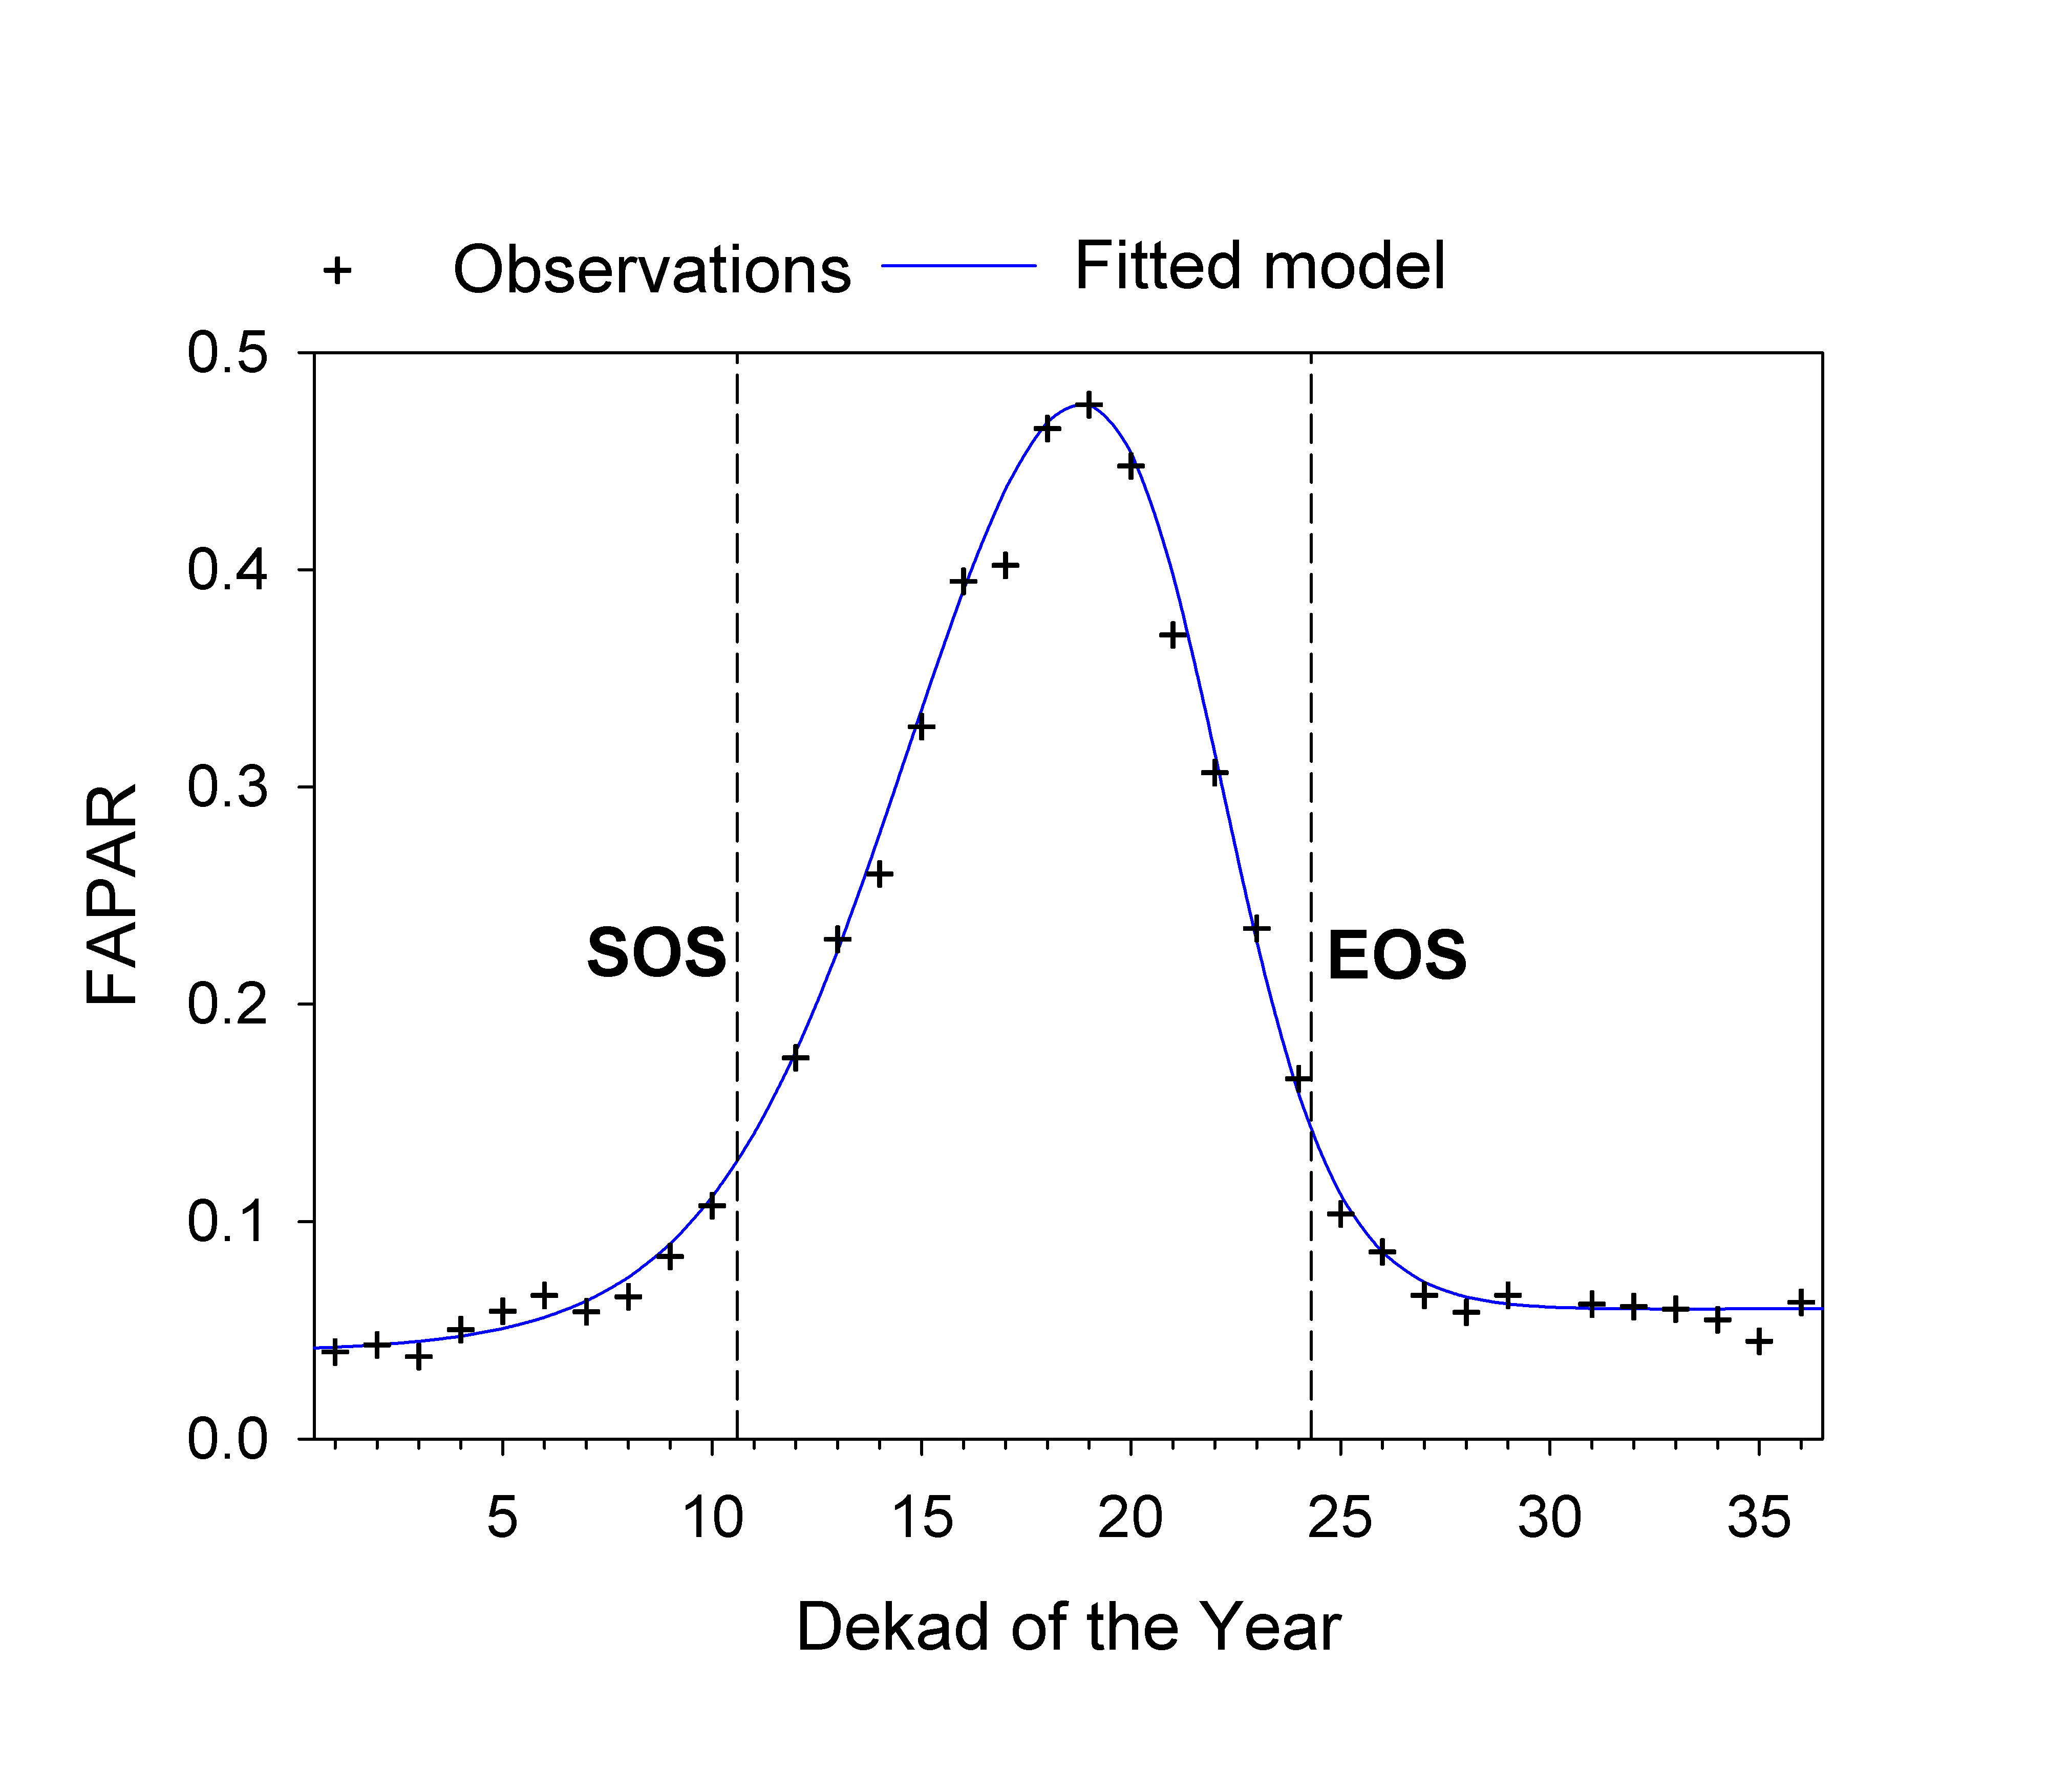 Observations Fitted model
0.5
0.4
0.3
0.2
0.1
0.0
FAPAR
SOS
EOS
5 10 15 20 25 30 35
Dekad of the Year